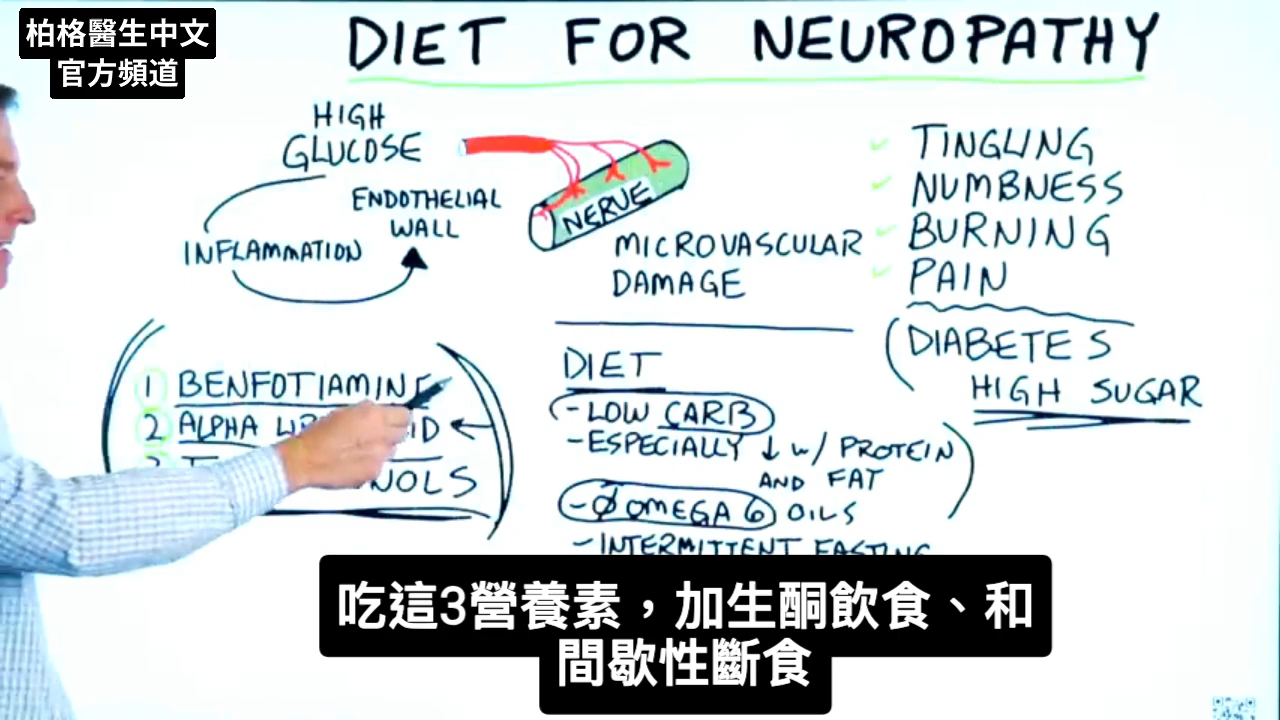 柏格醫生中文
官方頻道
DIET FOR NEUROPATHY
HIGH
GLUCOSE
ENDOTHELIAL
WALL
INFLAMMATION
NERVE
MICROVASCULAR
DAMAGE
TINGLING
NUMBNESS
BURNING
PAIN
(DIABETES
HIGH SUGAR
1 BENFOTIAMINE
2 ALPHA
DIET
-LOW CARB
-ESPECIALLY ↓ w/ PROTEIN
AND FAT
-Ø OMEGA 6 OILS
-INTERMITTENT FASTING
吃這3營養素，加生酮飲食、和
間歇性斷食